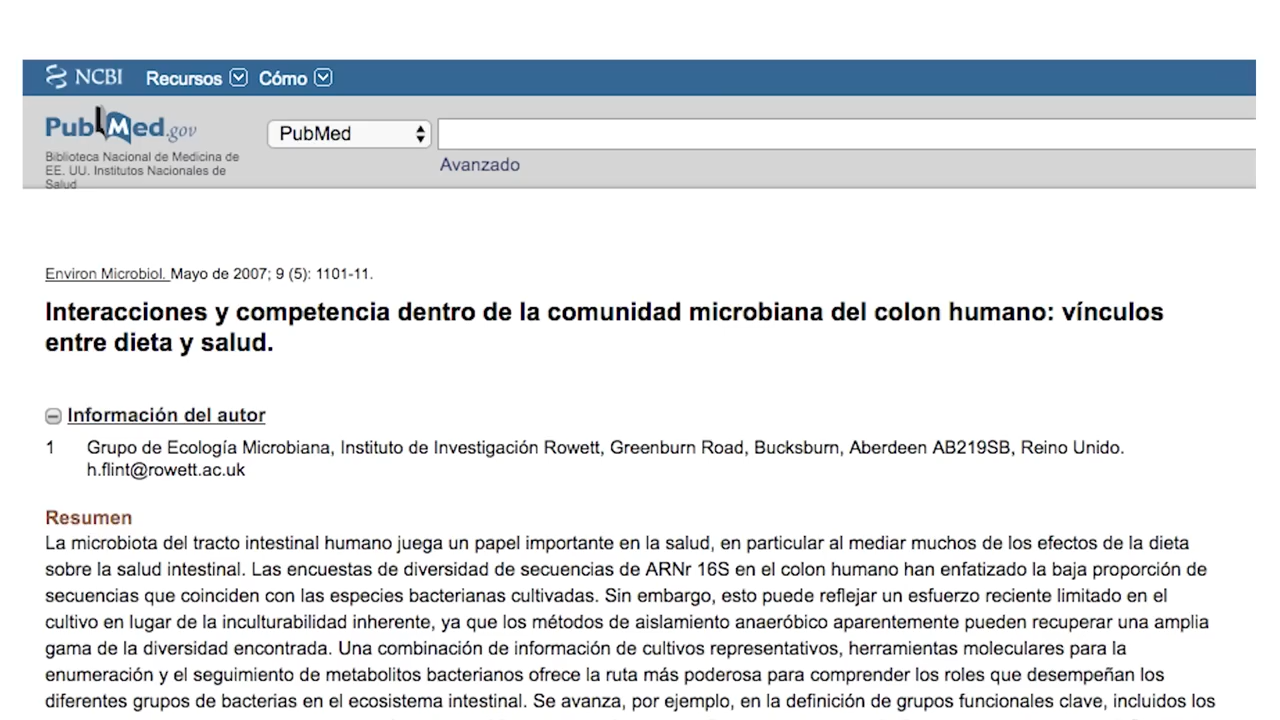 NCBI Recursos Cómo
PubMed.gov
PubMed
Biblioteca Nacional de Medicina de
EE. UU. Institutos Nacionales de
Salud
Avanzado
Environ Microbiol. Mayo de 2007; 9 (5): 1101-11.
Interacciones y competencia dentro de la comunidad microbiana del colon humano: vínculos
entre dieta y salud.
Información del autor
1 Grupo de Ecología Microbiana, Instituto de Investigación Rowett, Greenburn Road, Bucksburn, Aberdeen AB219SB, Reino Unido.
h.flint@rowett.ac.uk
Resumen
La microbiota del tracto intestinal humano juega un papel importante en la salud, en particular al mediar muchos de los efectos de la dieta
sobre la salud intestinal. Las encuestas de diversidad de secuencias de ARNr 16S en el colon humano han enfatizado la baja proporción de
secuencias que coinciden con las especies bacterianas cultivadas. Sin embargo, esto puede reflejar un esfuerzo reciente limitado en el
cultivo en lugar de la inculturabilidad inherente, ya que los métodos de aislamiento anaeróbico aparentemente pueden recuperar una amplia
gama de la diversidad encontrada. Una combinación de información de cultivos representativos, herramientas moleculares para la
enumeración y el seguimiento de metabolitos bacterianos ofrece la ruta más poderosa para comprender los roles que desempeñan los
diferentes grupos de bacterias en el ecosistema intestinal. Se avanza, por ejemplo, en la definición de grupos funcionales clave, incluidos los